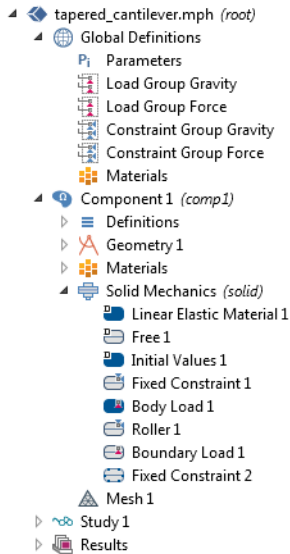 tapered_cantilever.mph (root)
Global Definitions
Pi Parameters
Load Group Gravity
Load Group Force
Constraint Group Gravity
Constraint Group Force
Materials
Component 1 (comp1)
Definitions
Geometry 1
Materials
Solid Mechanics (solid)
Linear Elastic Material 1
Free 1
Initial Values 1
Fixed Constraint 1
Body Load 1
Roller 1
Boundary Load 1
Fixed Constraint 2
Mesh 1
Study 1
Results